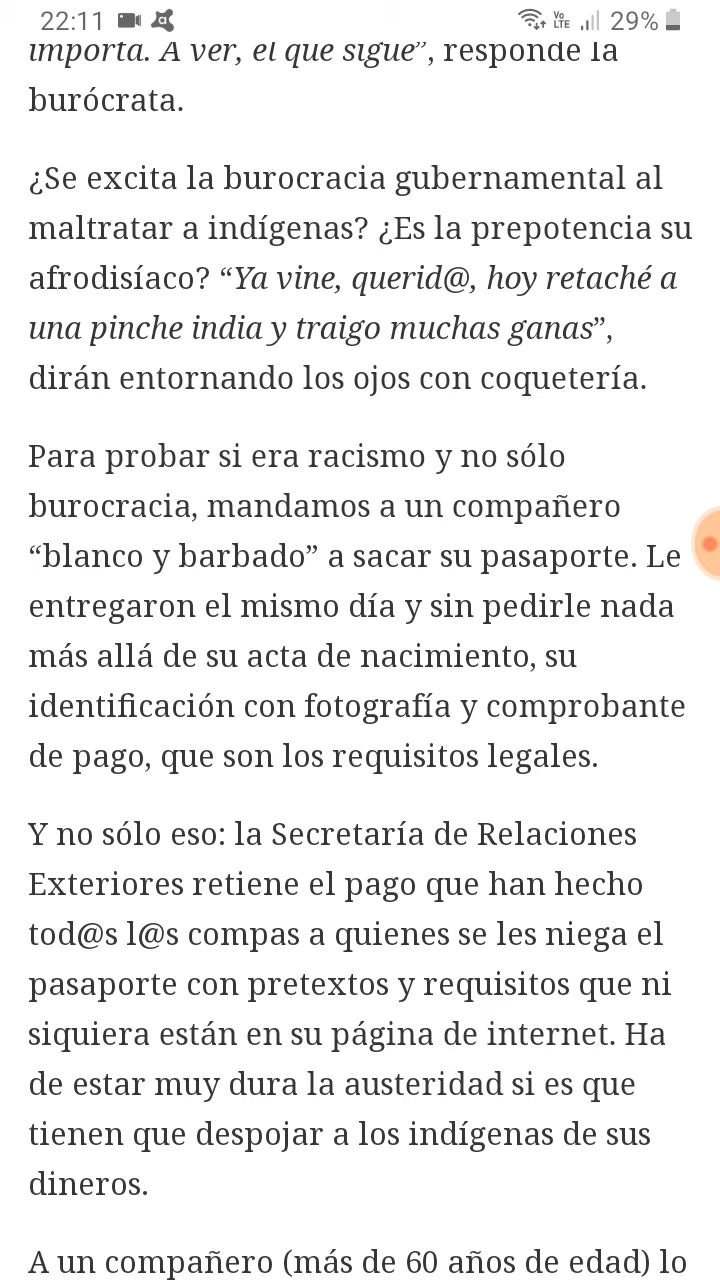 22:11 Vo LTE 29%
importa. A ver, el que sigue”, responde la
burócrata.
¿Se excita la burocracia gubernamental al
maltratar a indígenas? ¿Es la prepotencia su
afrodisíaco? “Ya vine, querid@, hoy retaché a
una pinche india y traigo muchas ganas”,
dirán entornando los ojos con coquetería.
Para probar si era racismo y no sólo
burocracia, mandamos a un compañero
“blanco y barbado” a sacar su pasaporte. Le
entregaron el mismo día y sin pedirle nada
más allá de su acta de nacimiento, su
identificación con fotografía y comprobante
de pago, que son los requisitos legales.
Y no sólo eso: la Secretaría de Relaciones
Exteriores retiene el pago que han hecho
tod@s l@s compas a quienes se les niega el
pasaporte con pretextos y requisitos que ni
siquiera están en su página de internet. Ha
de estar muy dura la austeridad si es que
tienen que despojar a los indígenas de sus
dineros.
A un compañero (más de 60 años de edad) lo